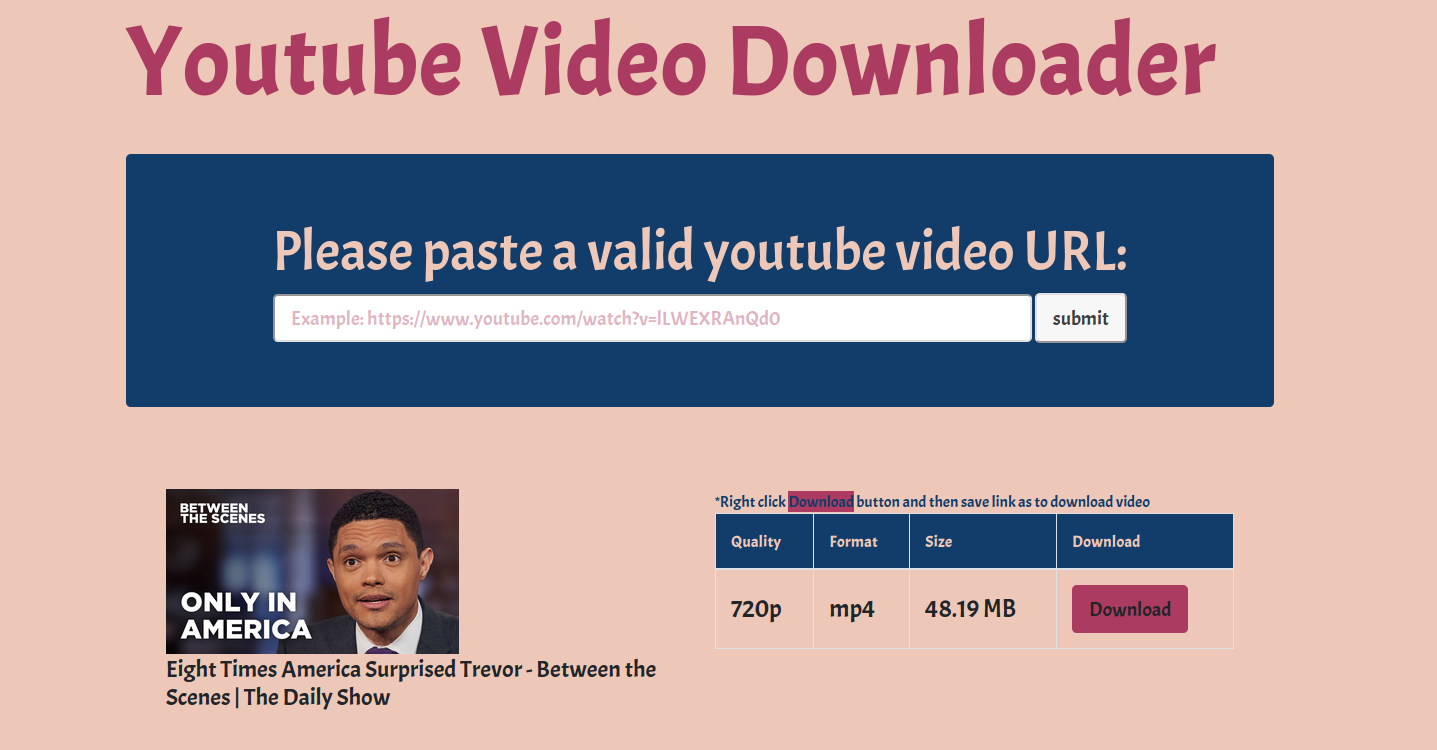 Youtube Video Downloader
Please paste a valid youtube video URL:
Example: https://www.youtube.com/watch?v=lLWEXRAnQd0
submit
BETWEEN
THE SCENES
ONLY IN
AMERICA
Eight Times America Surprised Trevor - Between the
Scenes | The Daily Show
*Right click Download button and then save link as to download video
Quality Format Size Download
720p mp4 48.19 MB Download